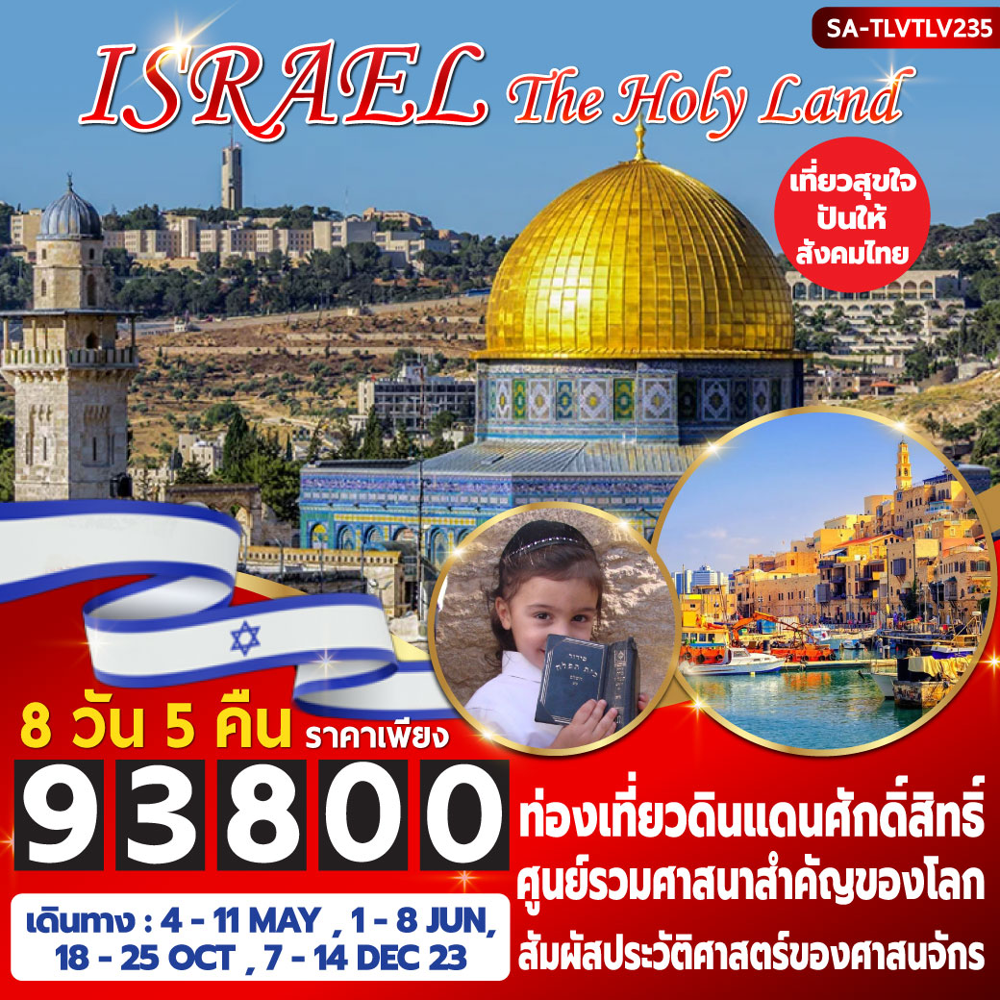 SA-TLVTLV235
ISRAEL The Holy Land
เที่ยวสุขใจ
ปันให้
สังคมไทย
סידור
בית תפלה
8 วัน 5 คืน ราคาเพียง
93800
เดินทาง : 4 - 11 MAY , 1 - 8 JUN,
18 - 25 OCT , 7 - 14 DEC 23
ท่องเที่ยวดินแดนศักดิ์สิทธิ์
ศูนย์รวมศาสนาสำคัญของโลก
สัมผัสประวัติศาสตร์ของศาสนจักร